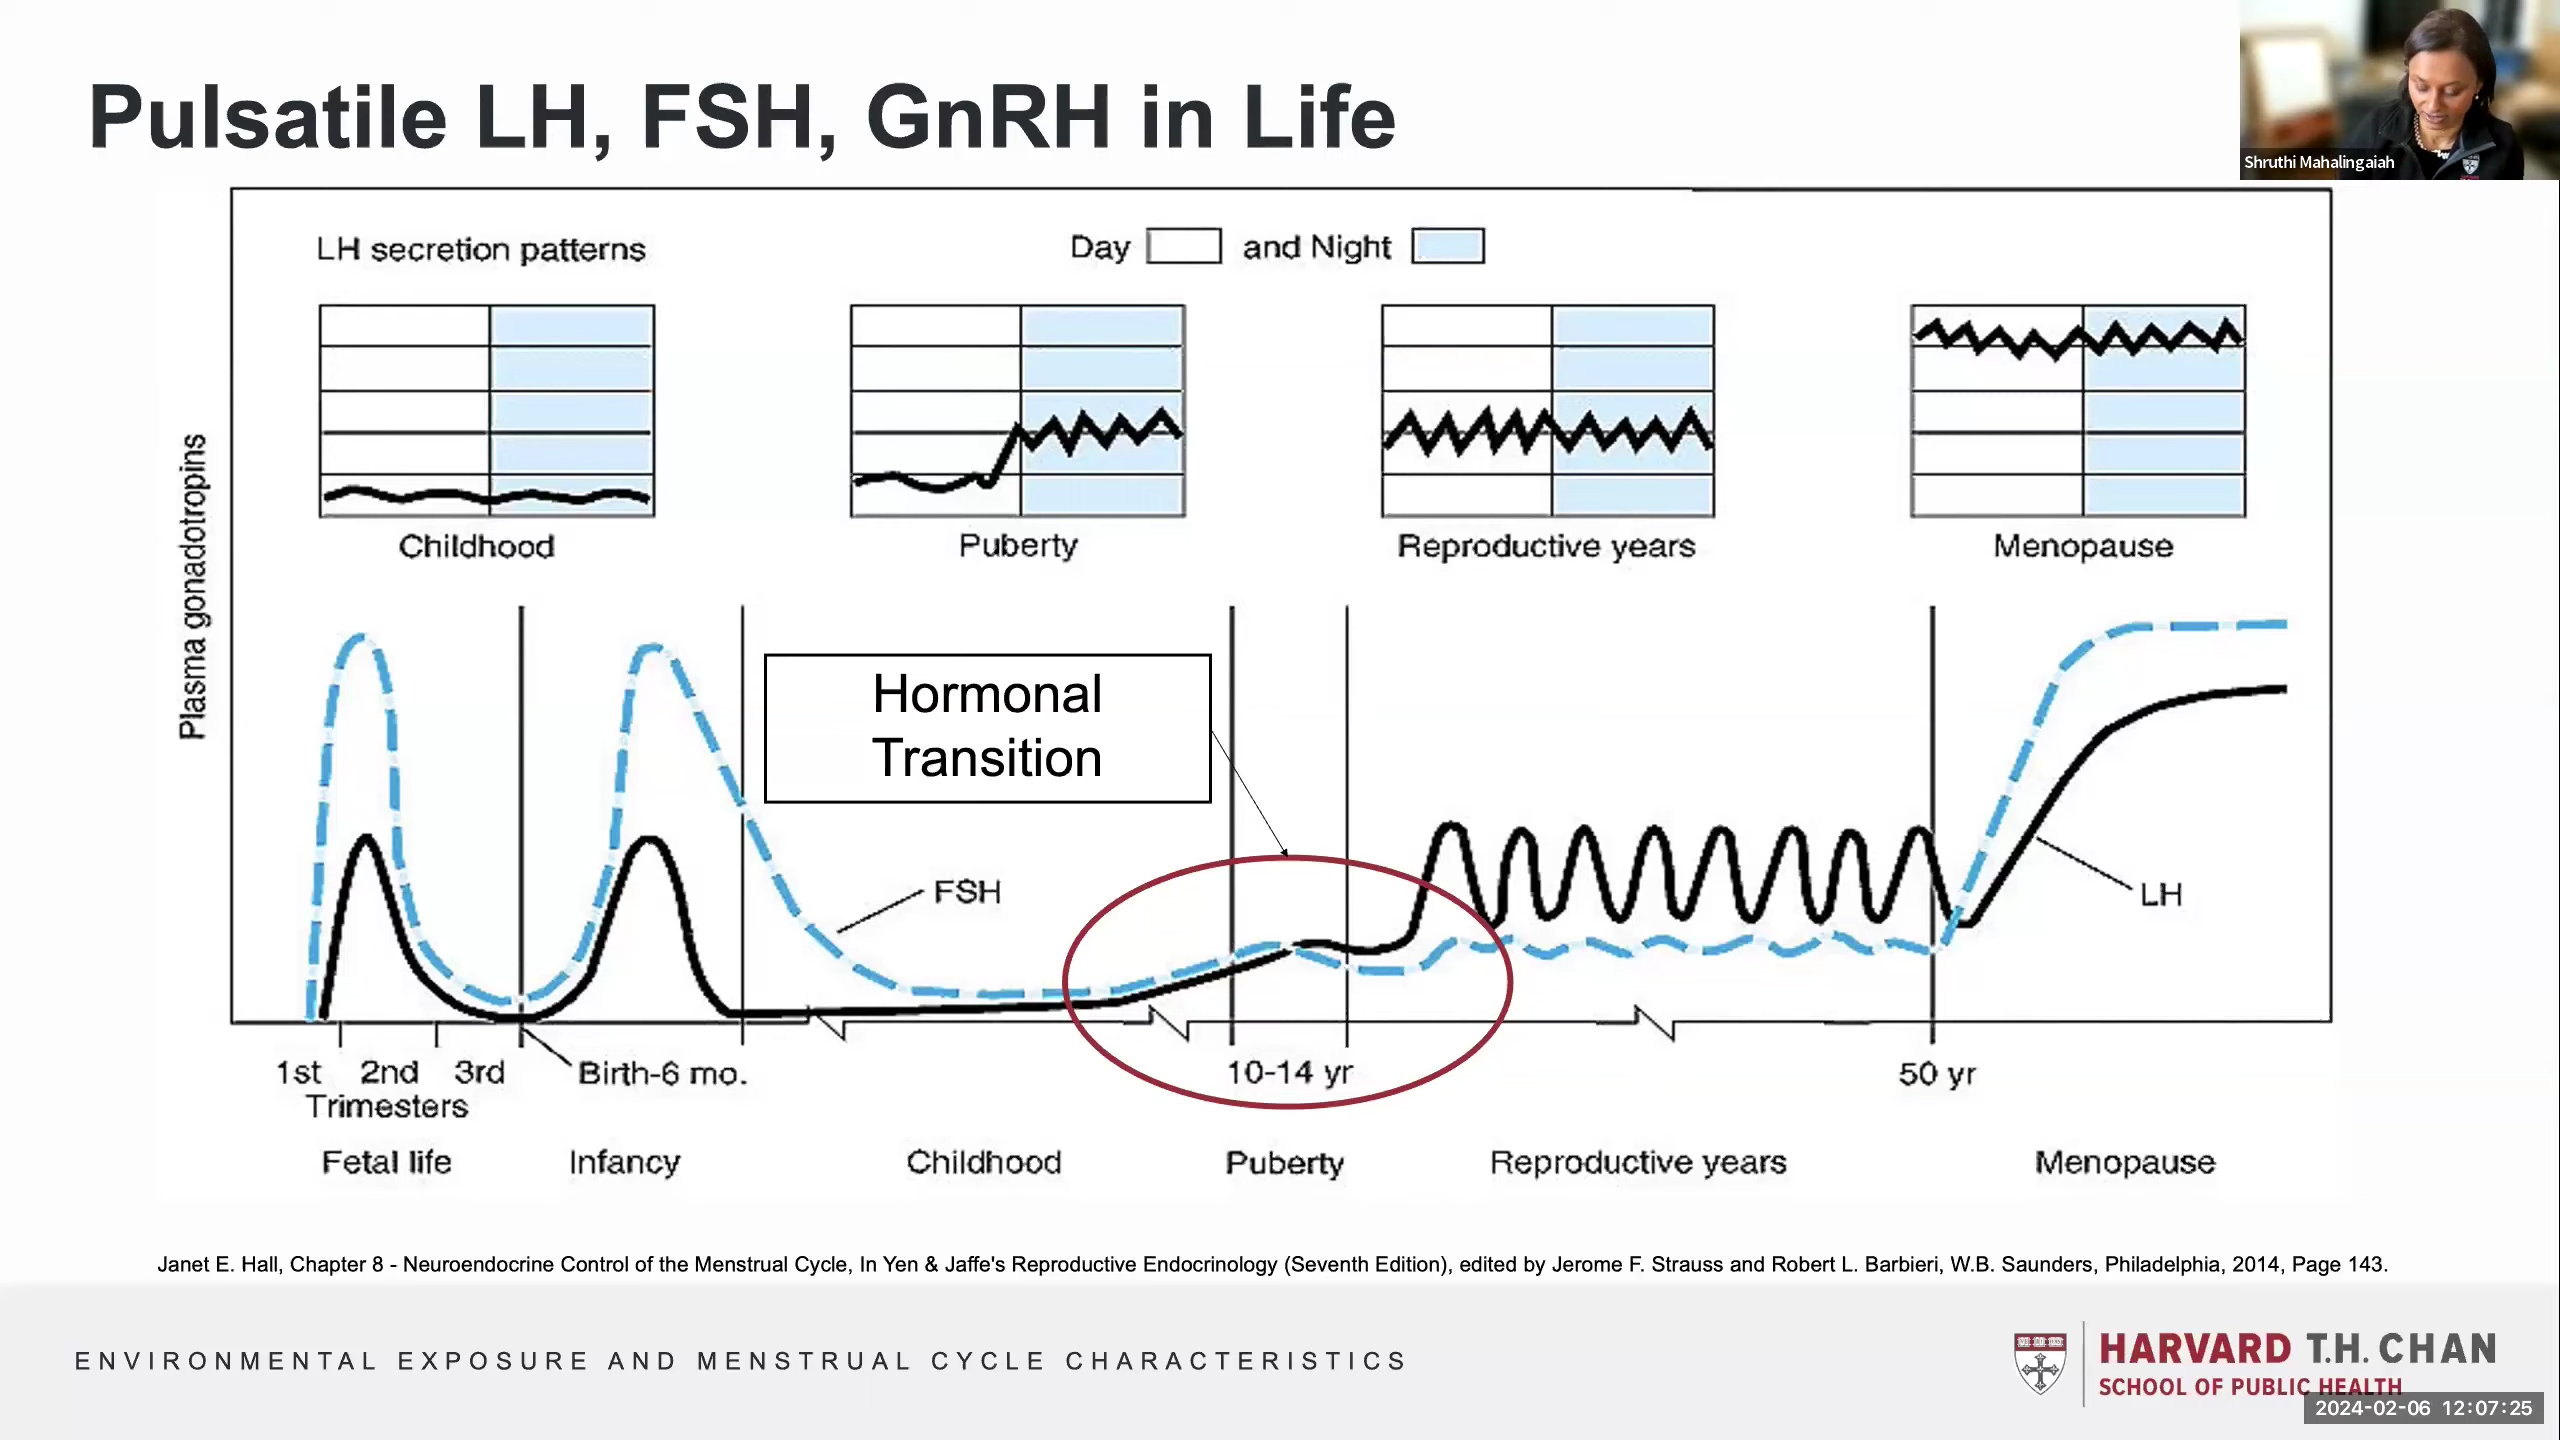 Pulsatile LH, FSH, GnRH in Life
Shruthi Mahalingaiah
LH secretion patterns
Day and Night
Childhood
Puberty
Reproductive years
Menopause
Plasma gonadotropins
Hormonal
Transition
FSH
LH
1st 2nd 3rd
Trimesters
Birth-6 mo.
10-14 yr
50 yr
Fetal life
Infancy
Childhood
Puberty
Reproductive years
Menopause
Janet E. Hall, Chapter 8 - Neuroendocrine Control of the Menstrual Cycle, In Yen & Jaffe's Reproductive Endocrinology (Seventh Edition), edited by Jerome F. Strauss and Robert L. Barbieri, W.B. Saunders, Philadelphia, 2014, Page 143.
ENVIRONMENTAL EXPOSURE AND MENSTRUAL CYCLE CHARACTERISTICS
HARVARD T.H. CHAN
SCHOOL OF PUBLIC HEALTH
2024-02-06 12:07:25